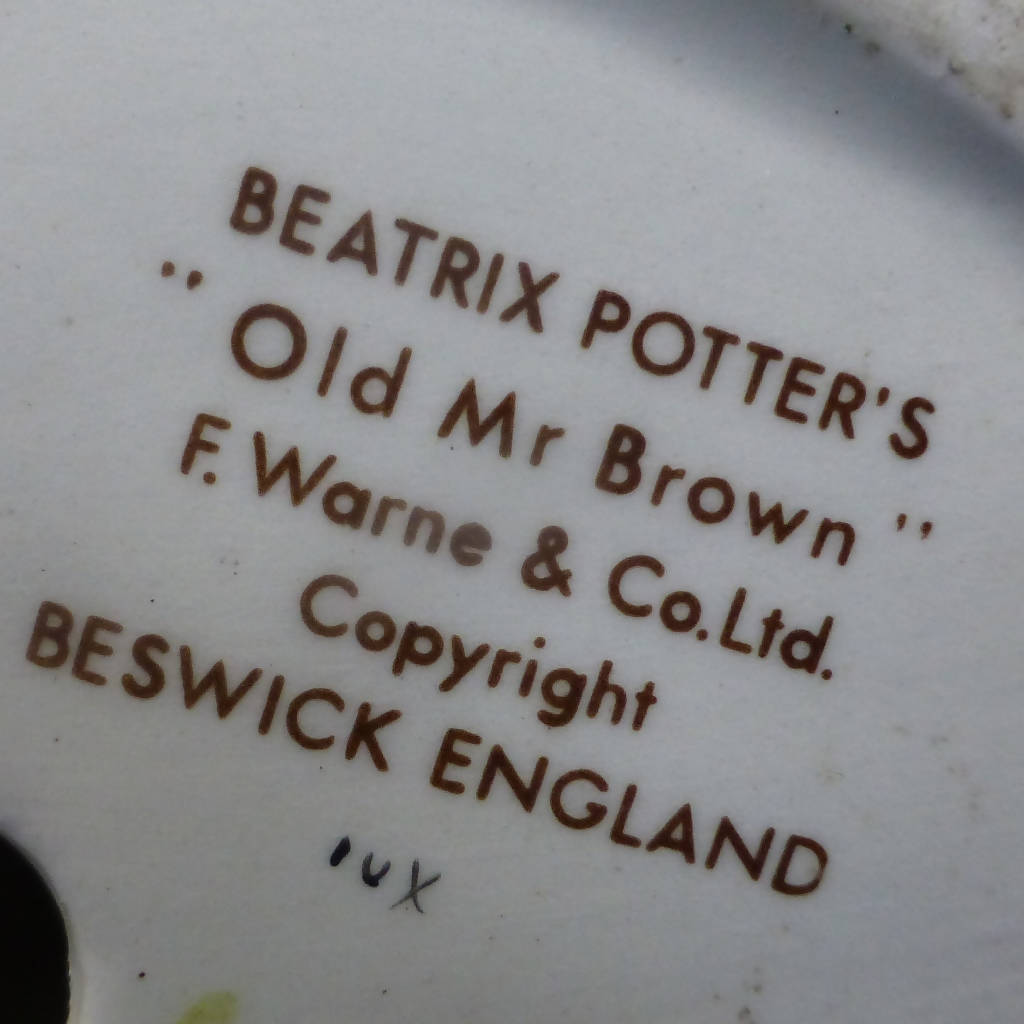 BEATRIX POTTER'S
"Old Mr Brown"
F. Warne & Co. Ltd.
Copyright
BESWICK ENGLAND